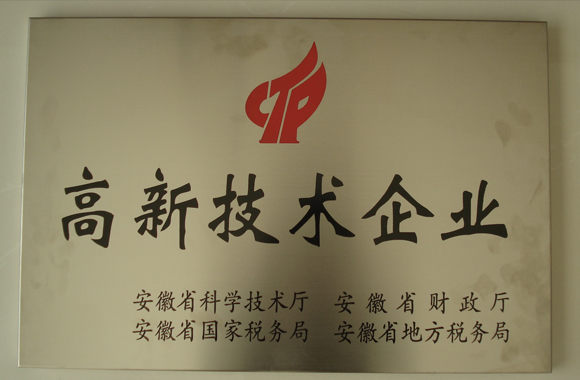 CTP
高新技术企业
安徽省科学技术厅 安徽省财政厅
安徽省国家税务局 安徽省地方税务局